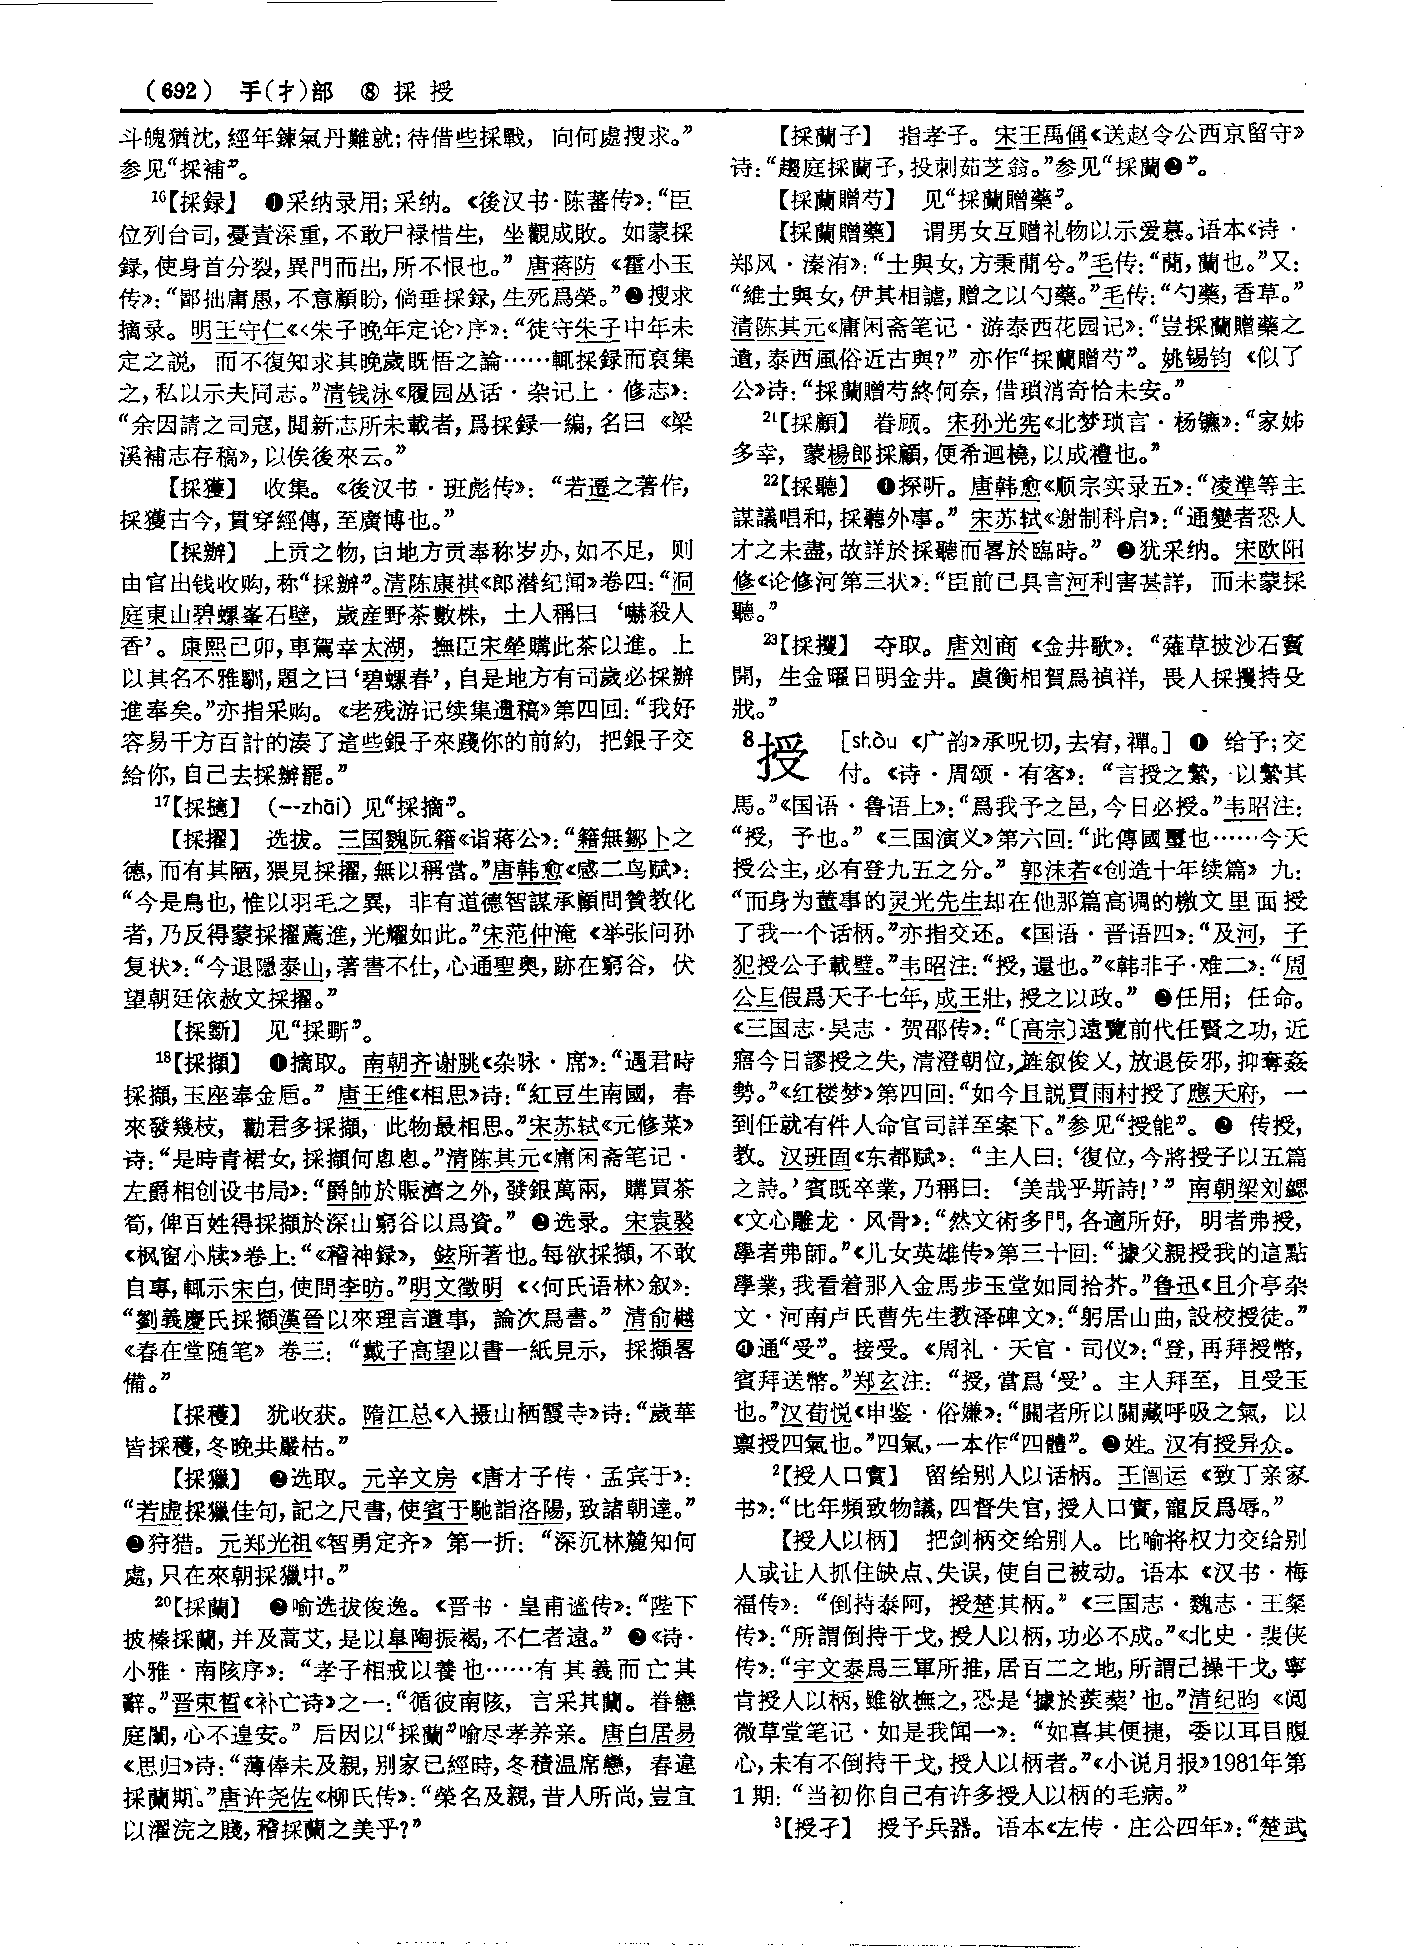 (692) 手(扌)部 ⑧ 採授
斗魄猶沈,經年鍊氣丹難就;待借些採戰, 向何處搜求。”
参见“採補”。
16【採録】 ❶采纳录用;采纳。《後汉书·陈蕃传》:“臣
位列台司,憂責深重,不敢尸禄惜生, 坐觀成敗。如蒙採
録,使身首分裂,異門而出,所不恨也。” 唐蒋防 《霍小玉
传》:“鄙拙庸愚,不意顧盼,倘垂採録,生死爲榮。”❷搜求
摘录。明王守仁《〈朱子晚年定论〉序》:“徒守朱子中年未
定之説, 而不復知求其晚歲既悟之論……輒採録而裒集
之,私以示夫同志。”清钱泳《履园丛话·杂记上·修志》:
“余因請之司寇,閲新志所未載者,爲採録一編,名曰 《梁
溪補志存稿》,以俟後來云。”
【採獲】 收集。《後汉书·班彪传》: “若遷之著作,
採獲古今,貫穿經傳,至廣博也。”
【採辦】 上贡之物,由地方贡奉称岁办,如不足, 则
由官出钱收购,称“採辦”。清陈康祺《郎潜纪闻》卷四:“洞
庭東山碧螺峯石壁, 歲産野茶數株, 土人稱曰 ‘嚇殺人
香’。康熙己卯,車駕幸太湖, 撫臣宋犖購此茶以進。上
以其名不雅馴,題之曰‘碧螺春’,自是地方有司歲必採辦
進奉矣。”亦指采购。《老残游记续集遗稿》第四回:“我好
容易千方百計的湊了這些銀子來踐你的前約, 把銀子交
給你,自己去採辦罷。”
17【採擿】 (--zhāi) 见“採摘”。
【採擢】 选拔。三国魏阮籍《诣蒋公》:“籍無鄒卜之
德,而有其陋,猥見採擢,無以稱當。”唐韩愈《感二鸟赋》:
“今是鳥也,惟以羽毛之異, 非有道德智謀承顧問贊教化
者,乃反得蒙採擢薦進,光耀如此。”宋范仲淹 《举张问孙
复状》:“今退隱泰山,著書不仕,心通聖奥,跡在窮谷, 伏
望朝廷依赦文採擢。”
【採斵】 见“採斲”。
18【採擷】 ❶摘取。南朝齐谢朓《杂咏·席》:“遇君時
採擷,玉座奉金卮。” 唐王维《相思》诗:“紅豆生南國, 春
來發幾枝, 勸君多採擷, 此物最相思。”宋苏轼《元修菜》
诗:“是時青裙女,採擷何悤悤。”清陈其元《庸闲斋笔记·
左爵相创设书局》:“爵帥於賑濟之外,發銀萬兩, 購買茶
筍,俾百姓得採擷於深山窮谷以爲資。” ❷选录。宋袁褧
《枫窗小牍》卷上:“《稽神録》, 鉉所著也。每欲採擷,不敢
自專,輒示宋白,使問李昉。”明文徵明 《〈何氏语林〉叙》:
“劉義慶氏採擷漢晉以來理言遺事, 論次爲書。” 清俞樾
《春在堂随笔》卷三: “戴子高望以書一紙見示, 採擷畧
備。”
【採穫】 犹收获。隋江总《入摄山栖霞寺》诗:“歲華
皆採穫,冬晚共嚴枯。”
【採獵】 ❶选取。元辛文房 《唐才子传·孟宾于》:
“若虚採獵佳句,記之尺書,使賓于馳詣洛陽,致諸朝達。”
❷狩猎。元郑光祖《智勇定齐》 第一折: “深沉林麓知何
處,只在來朝採獵中。”
20【採蘭】 ❶喻选拔俊逸。《晋书·皇甫谧传》:“陛下
披榛採蘭,并及蒿艾,是以皋陶振褐,不仁者遠。” ❷《诗·
小雅·南陔序》: “孝子相戒以養也……有其義而亡其
辭。”晋束皙《补亡诗》之一:“循彼南陔, 言采其蘭。眷戀
庭闈,心不遑安。” 后因以“採蘭”喻尽孝养亲。唐白居易
《思归》诗:“薄俸未及親,别家已經時,冬積温席戀, 春違
採蘭期。”唐许尧佐《柳氏传》:“榮名及親,昔人所尚,豈宜
以濯浣之賤,稽採蘭之美乎?”
【採蘭子】 指孝子。宋王禹偁《送赵令公西京留守》
诗:“趨庭採蘭子,投刺茹芝翁。”参见“採蘭❷”。
【採蘭贈芍】 见“採蘭贈藥”。
【採蘭贈藥】 谓男女互赠礼物以示爱慕。语本《诗·
郑风·溱洧》:“士與女,方秉蕑兮。”毛传:“蕑,蘭也。”又:
“維士與女,伊其相謔,贈之以勺藥。”毛传:“勺藥,香草。”
清陈其元《庸闲斋笔记·游泰西花园记》:“豈採蘭贈藥之
遺,泰西風俗近古與?” 亦作“採蘭贈芍”。姚锡钧 《似了
公》诗:“採蘭贈芍終何奈,借瑣消奇恰未安。”
21【採顧】 眷顾。宋孙光宪《北梦琐言·杨镳》:“家姊
多幸, 蒙楊郎採顧,便希迴橈,以成禮也。”
22【採聽】 ❶探听。唐韩愈《顺宗实录五》:“凌準等主
謀議唱和,採聽外事。” 宋苏轼《谢制科启》:“通變者恐人
才之未盡,故詳於採聽而畧於臨時。” ❷犹采纳。宋欧阳
修《论修河第三状》:“臣前已具言河利害甚詳, 而未蒙採
聽。”
23【採攫】 夺取。唐刘商 《金井歌》: “薙草披沙石竇
開, 生金曜日明金井。虞衡相賀爲禎祥, 畏人採攫持殳
戕。”
8授 [shòu 《广韵》承呪切,去宥,禪。] ❶ 给予;交
付。《诗·周颂·有客》: “言授之縶, 以縶其
馬。”《国语·鲁语上》:“爲我予之邑,今日必授。”韦昭注:
“授, 予也。” 《三国演义》第六回:“此傳國璽也……今天
授公主,必有登九五之分。” 郭沫若《创造十年续篇》 九:
“而身为董事的灵光先生却在他那篇高调的檄文里面授
了我一个话柄。”亦指交还。《国语·晋语四》:“及河, 子
犯授公子載璧。”韦昭注:“授,還也。”《韩非子·难二》:“周
公旦假爲天子七年,成王壯,授之以政。” ❷任用; 任命。
《三国志·吴志·贺邵传》:“〔高宗〕遠覽前代任賢之功,近
寤今日謬授之失,清澄朝位,旌叙俊乂,放退佞邪,抑奪姦
勢。”《红楼梦》第四回:“如今且説賈雨村授了應天府, 一
到任就有件人命官司詳至案下。”参见“授能”。 ❸ 传授,
教。汉班固《东都赋》: “主人曰: ‘復位,今將授子以五篇
之詩。’賓既卒業,乃稱曰: ‘美哉乎斯詩!’” 南朝梁刘勰
《文心雕龙·风骨》:“然文術多門,各適所好, 明者弗授,
學者弗師。”《儿女英雄传》第三十回:“據父親授我的這點
學業,我看着那入金馬步玉堂如同拾芥。”鲁迅《且介亭杂
文·河南卢氏曹先生教泽碑文》:“躬居山曲,設校授徒。”
❹通“受”。接受。《周礼·天官·司仪》:“登,再拜授幣,
賓拜送幣。”郑玄注: “授,當爲‘受’。主人拜至, 且受玉
也。”汉荀悦《申鉴·俗嫌》:“關者所以關藏呼吸之氣, 以
禀授四氣也。”四氣,一本作“四體”。❺姓。汉有授异众。
2【授人口實】 留给别人以话柄。王闿运 《致丁亲家
书》:“比年頻致物議,四督失官,授人口實,寵反爲辱。”
【授人以柄】 把剑柄交给别人。比喻将权力交给别
人或让人抓住缺点、失误,使自己被动。语本 《汉书·梅
福传》: “倒持泰阿, 授楚其柄。” 《三国志·魏志·王粲
传》:“所謂倒持干戈,授人以柄,功必不成。”《北史·裴侠
传》:“宇文泰爲三軍所推,居百二之地,所謂己操干戈,寧
肯授人以柄,雖欲撫之,恐是‘據於蒺藜’也。”清纪昀 《阅
微草堂笔记·如是我闻一》: “如喜其便捷, 委以耳目腹
心,未有不倒持干戈,授人以柄者。”《小说月报》1981年第
1期: “当初你自己有许多授人以柄的毛病。”
3【授孑】 授予兵器。语本《左传·庄公四年》:“楚武